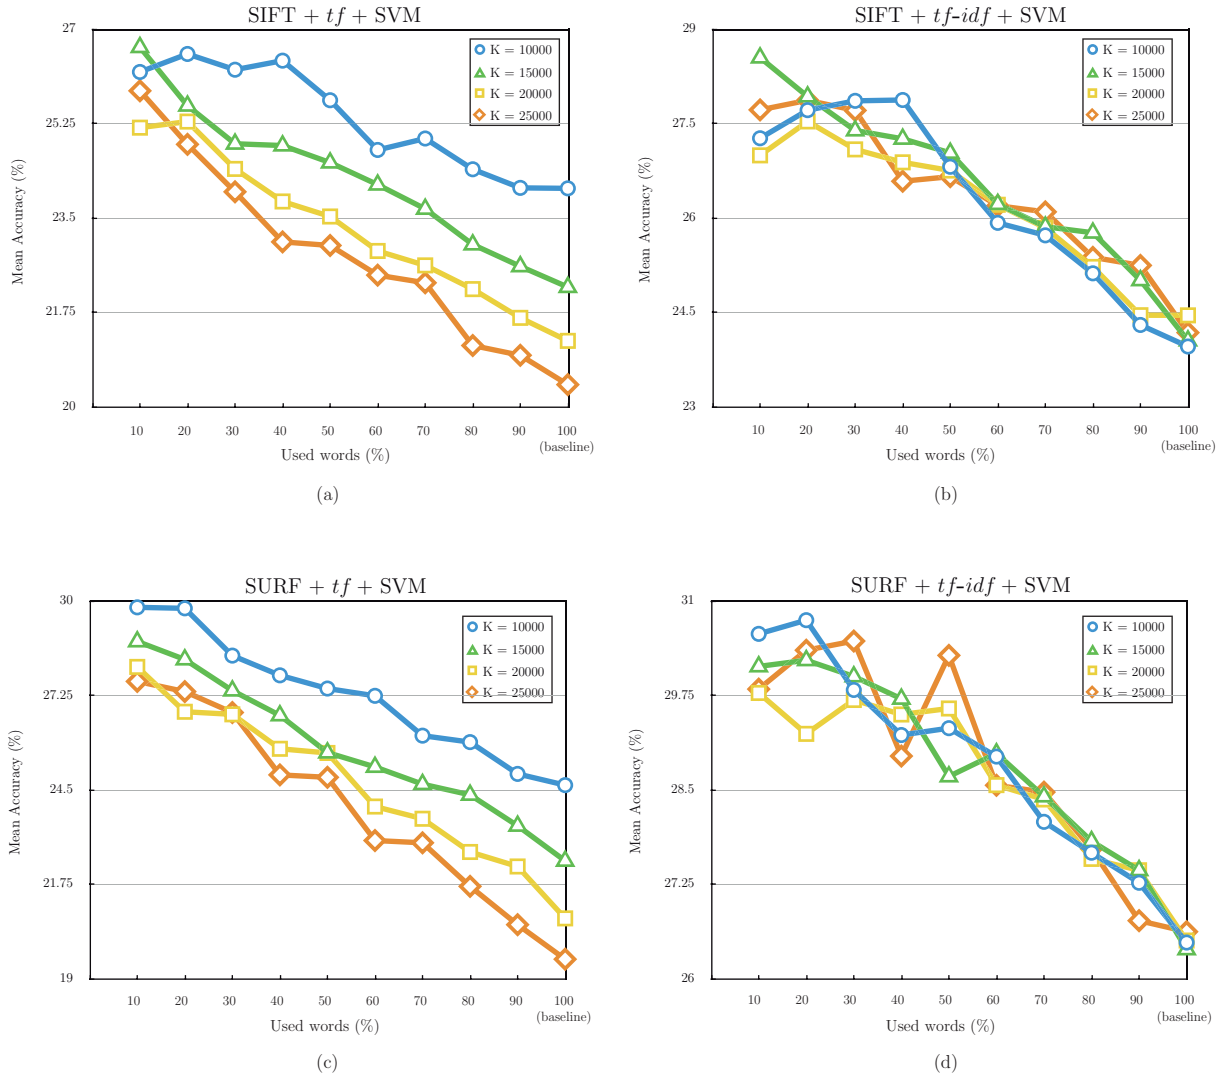 SIFT + tf + SVM
27
25.25
23.5
21.75
20
Mean Accuracy (%)
K = 10000
K = 15000
K = 20000
K = 25000
10 20 30 40 50 60 70 80 90 100
(baseline)
Used words (%)
(a)
SIFT + tf-idf + SVM
29
27.5
26
24.5
23
Mean Accuracy (%)
K = 10000
K = 15000
K = 20000
K = 25000
10 20 30 40 50 60 70 80 90 100
(baseline)
Used words (%)
(b)
SURF + tf + SVM
30
27.25
24.5
21.75
19
Mean Accuracy (%)
K = 10000
K = 15000
K = 20000
K = 25000
10 20 30 40 50 60 70 80 90 100
(baseline)
Used words (%)
(c)
SURF + tf-idf + SVM
31
29.75
28.5
27.25
26
Mean Accuracy (%)
K = 10000
K = 15000
K = 20000
K = 25000
10 20 30 40 50 60 70 80 90 100
(baseline)
Used words (%)
(d)